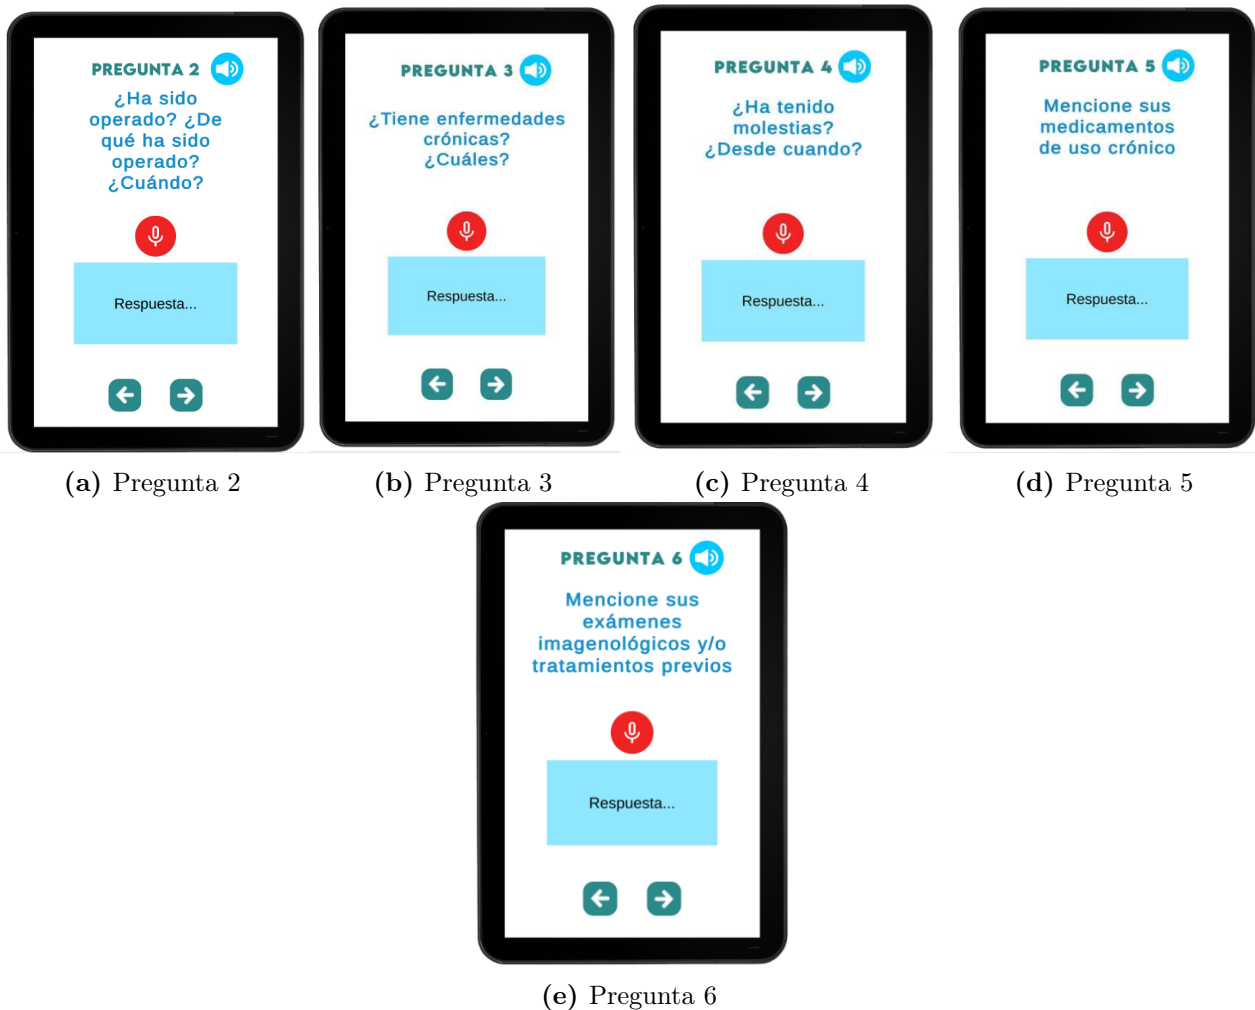 PREGUNTA 2
¿Ha sido
operado? ¿De
qué ha sido
operado?
¿Cuándo?
Respuesta...
PREGUNTA 3
¿Tiene enfermedades
crónicas?
¿Cuáles?
Respuesta...
PREGUNTA 4
¿Ha tenido
molestias?
¿Desde cuando?
Respuesta...
PREGUNTA 5
Mencione sus
medicamentos
de uso crónico
Respuesta...
(a) Pregunta 2
(b) Pregunta 3
(c) Pregunta 4
(d) Pregunta 5
PREGUNTA 6
Mencione sus
exámenes
imagenológicos y/o
tratamientos previos
Respuesta...
(e) Pregunta 6